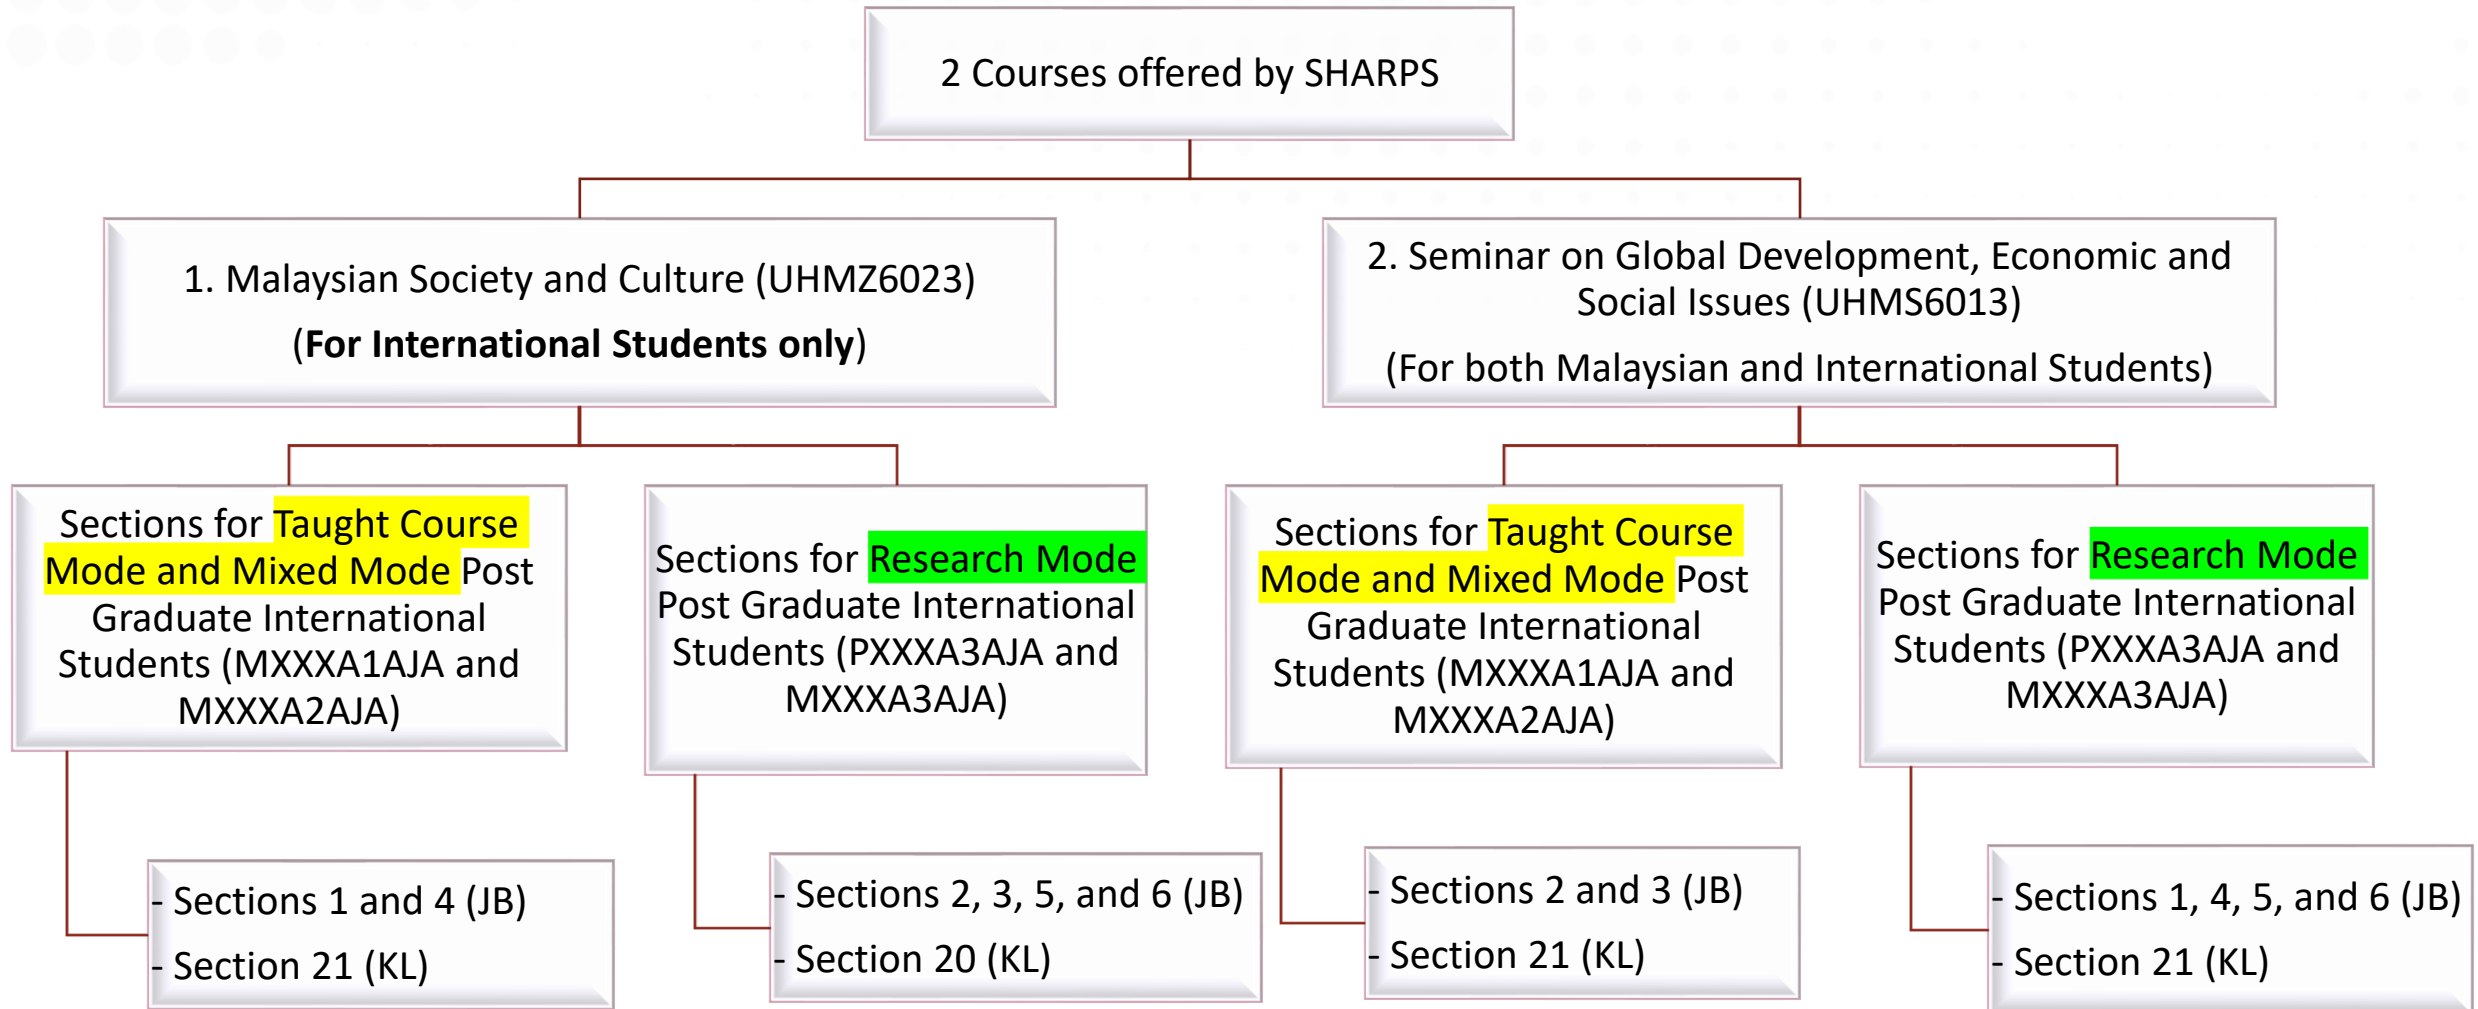 2 Courses offered by SHARPS
1. Malaysian Society and Culture (UHMZ6023)
(For International Students only)
2. Seminar on Global Development, Economic and
Social Issues (UHMS6013)
(For both Malaysian and International Students)
Sections for Taught Course
Mode and Mixed Mode Post
Graduate International
Students (MXXXA1AJA and
MXXXA2AJA)
Sections for Research Mode
Post Graduate International
Students (PXXXA3AJA and
MXXXA3AJA)
Sections for Taught Course
Mode and Mixed Mode Post
Graduate International
Students (MXXXA1AJA and
MXXXA2AJA)
Sections for Research Mode
Post Graduate International
Students (PXXXA3AJA and
MXXXA3AJA)
- Sections 1 and 4 (JB)
- Section 21 (KL)
- Sections 2, 3, 5, and 6 (JB)
- Section 20 (KL)
- Sections 2 and 3 (JB)
- Section 21 (KL)
- Sections 1, 4, 5, and 6 (JB)
- Section 21 (KL)